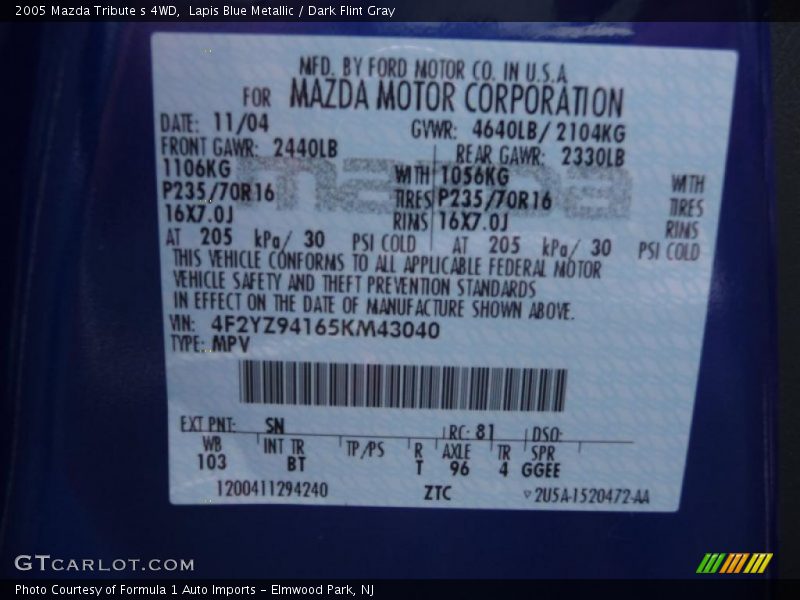 2005 Mazda Tribute s 4WD,  Lapis Blue Metallic / Dark Flint Gray
MFD. BY FORD MOTOR CO. IN U.S.A
FOR MAZDA MOTOR CORPORATION
DATE: 11/04 GVWR: 4640LB/ 2104KG
FRONT GAWR: 2440LB REAR GAWR: 2330LB
1106KG WITH 1056KG WITH
P235/70R16 TIRES P235/70R16 TIRES
16X7.0J RIMS 16X7.0J RIMS
AT 205 kPa/ 30 PSI COLD AT 205 kPa/ 30 PSI COLD
THIS VEHICLE CONFORMS TO ALL APPLICABLE FEDERAL MOTOR
VEHICLE SAFETY AND THEFT PREVENTION STANDARDS
IN EFFECT ON THE DATE OF MANUFACTURE SHOWN ABOVE.
VIN: 4F2YZ94165KM43040
TYPE: MPV
mazda
EXT PNT: SN RC: 81 DSO:
WB INT TR TP/PS R AXLE TR SPR
103 BT T 96 4 GGEE
1200411294240 ZTC 2U5A-1520472-AA
GTCARLOT.COM
Photo Courtesy of Formula 1 Auto Imports - Elmwood Park, NJ